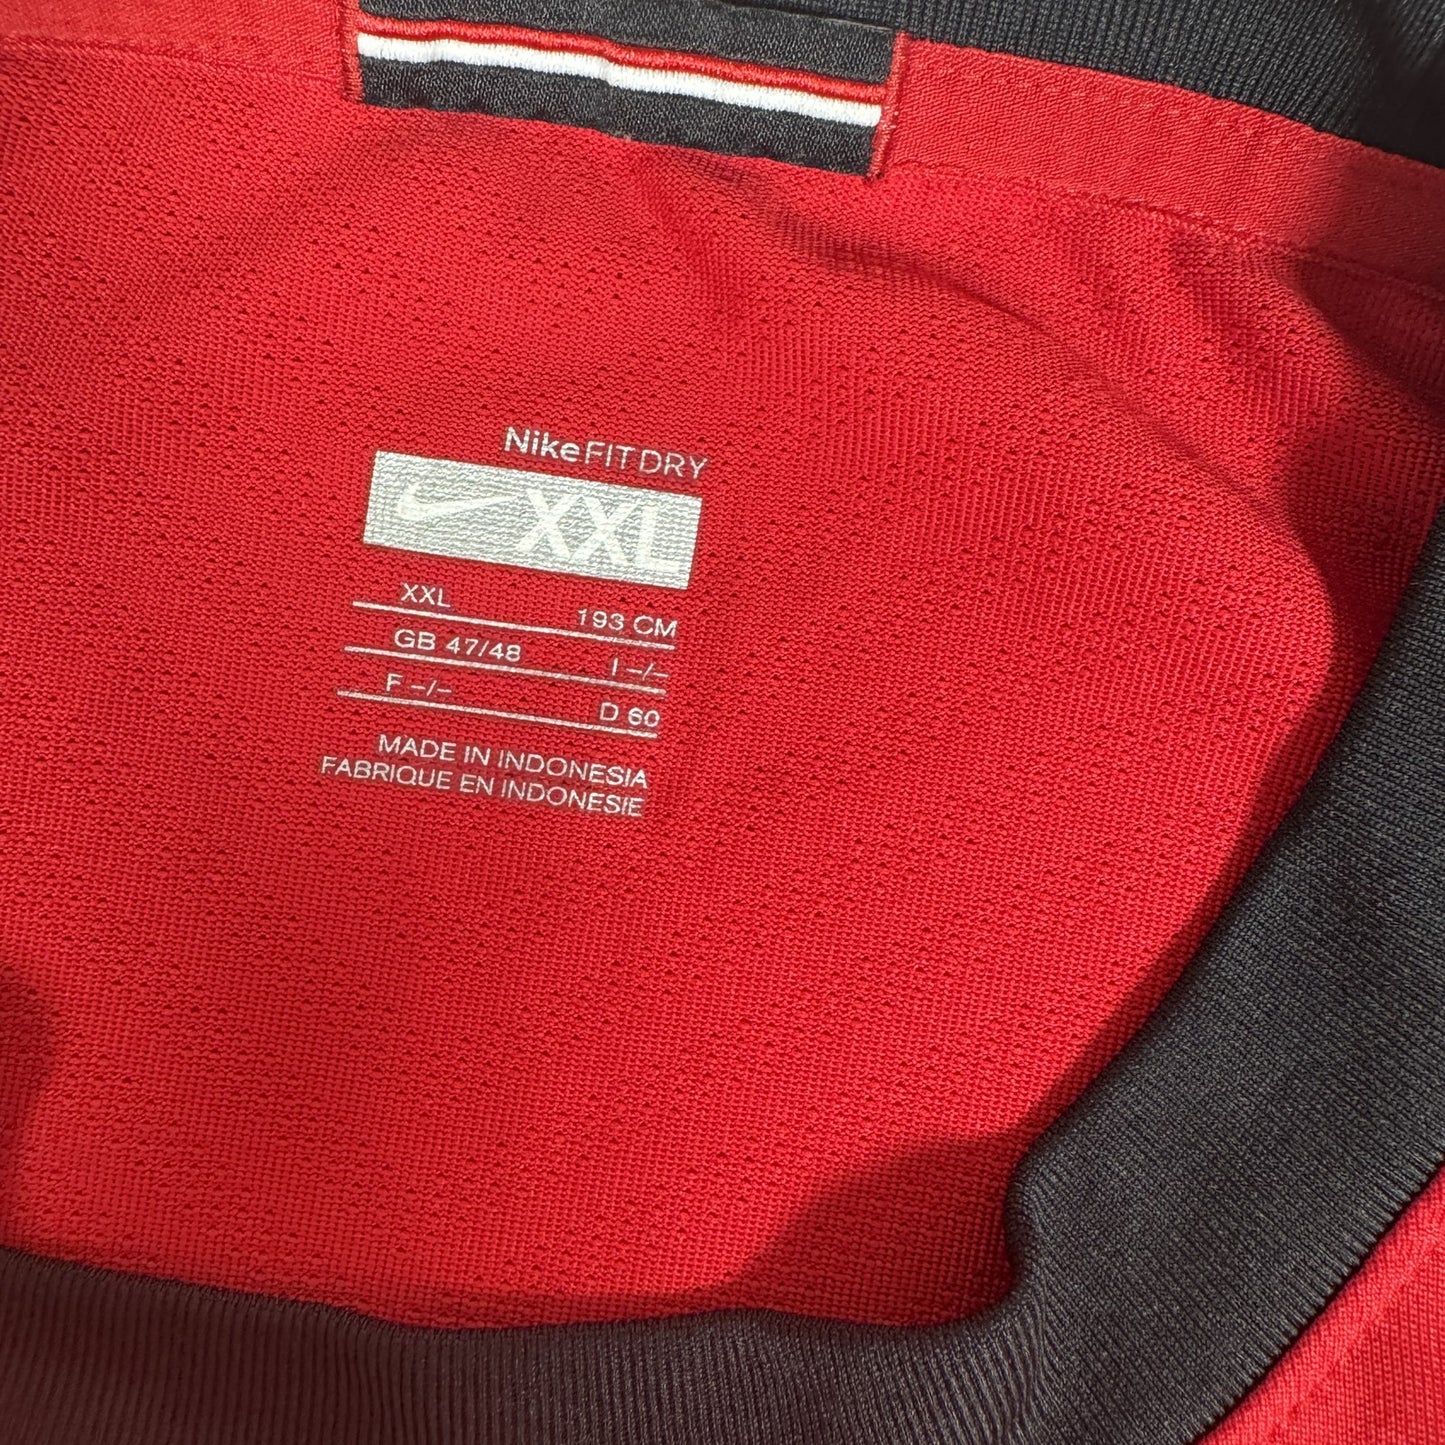 NikeFITDRY
XXL
XXL 193 CM
GB 47/48 I -/-
F -/- D 60
MADE IN INDONESIA
FABRIQUE EN INDONESIE